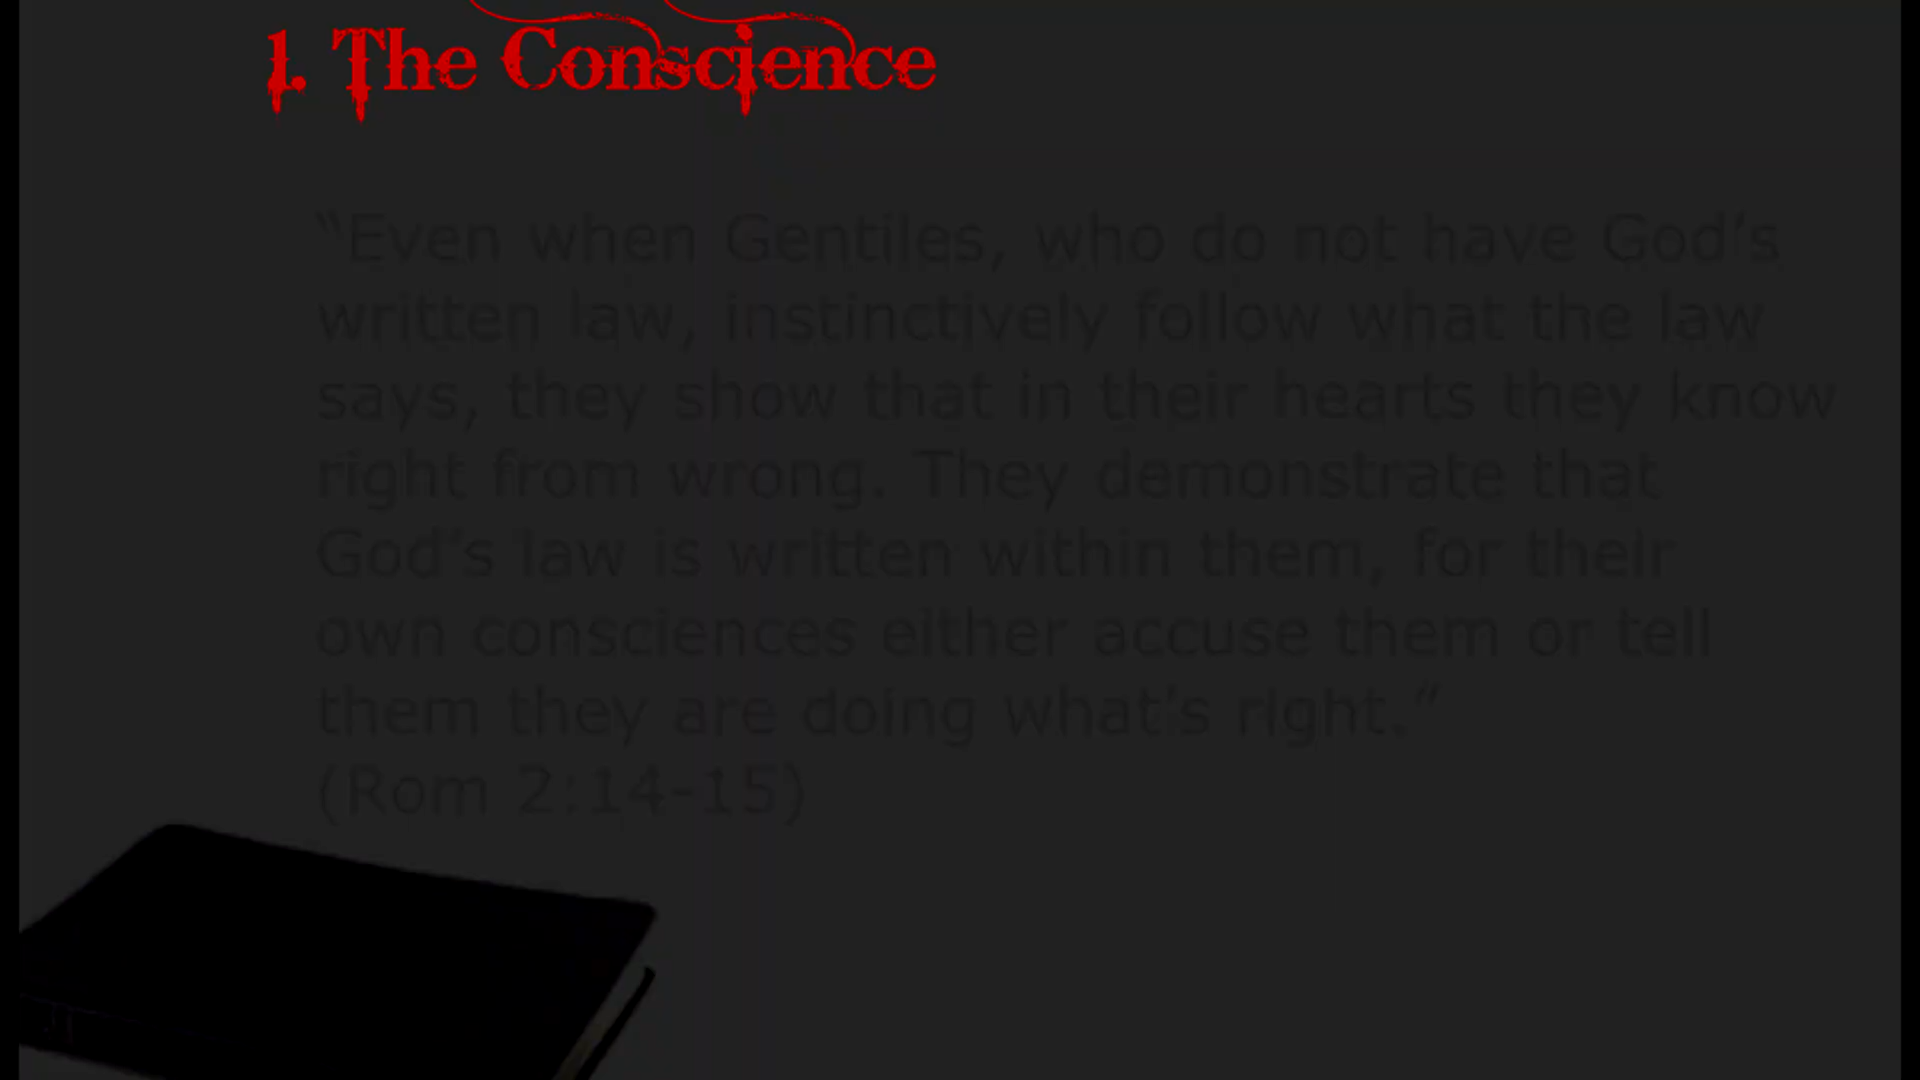 1. The Conscience
“Even when Gentiles, who do not have God’s
written law, instinctively follow what the law
says, they show that in their hearts they know
right from wrong. They demonstrate that
God’s law is written within them, for their
own consciences either accuse them or tell
them they are doing what’s right.”
(Rom 2:14-15)